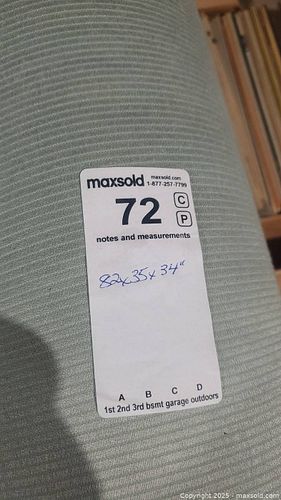 maxsold maxsold.com
1-877-257-7799
72 C
P
notes and measurements
82x35x34"
A B C D
1st 2nd 3rd bsmt garage outdoors
© Copyright 2025 - maxsold.com